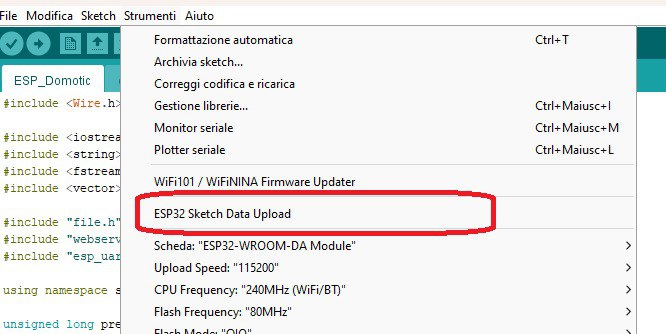 File Modifica Sketch Strumenti Aiuto
Formattazione automatica Ctrl+T
Archivia sketch...
Correggi codifica e ricarica
Gestione librerie... Ctrl+Maiusc+I
Monitor seriale Ctrl+Maiusc+M
Plotter seriale Ctrl+Maiusc+L
WiFi101 / WiFiNINA Firmware Updater
ESP32 Sketch Data Upload
Scheda: "ESP32-WROOM-DA Module"
Upload Speed: "115200"
CPU Frequency: "240MHz (WiFi/BT)"
Flash Frequency: "80MHz"
Flash Mode: "QIO"
ESP_Domotic
#include <Wire.h>
#include <iostream
#include <string>
#include <fstream
#include <vector>
#include "file.h"
#include "webserv
#include "esp_uar
using namespace s
unsigned long pre